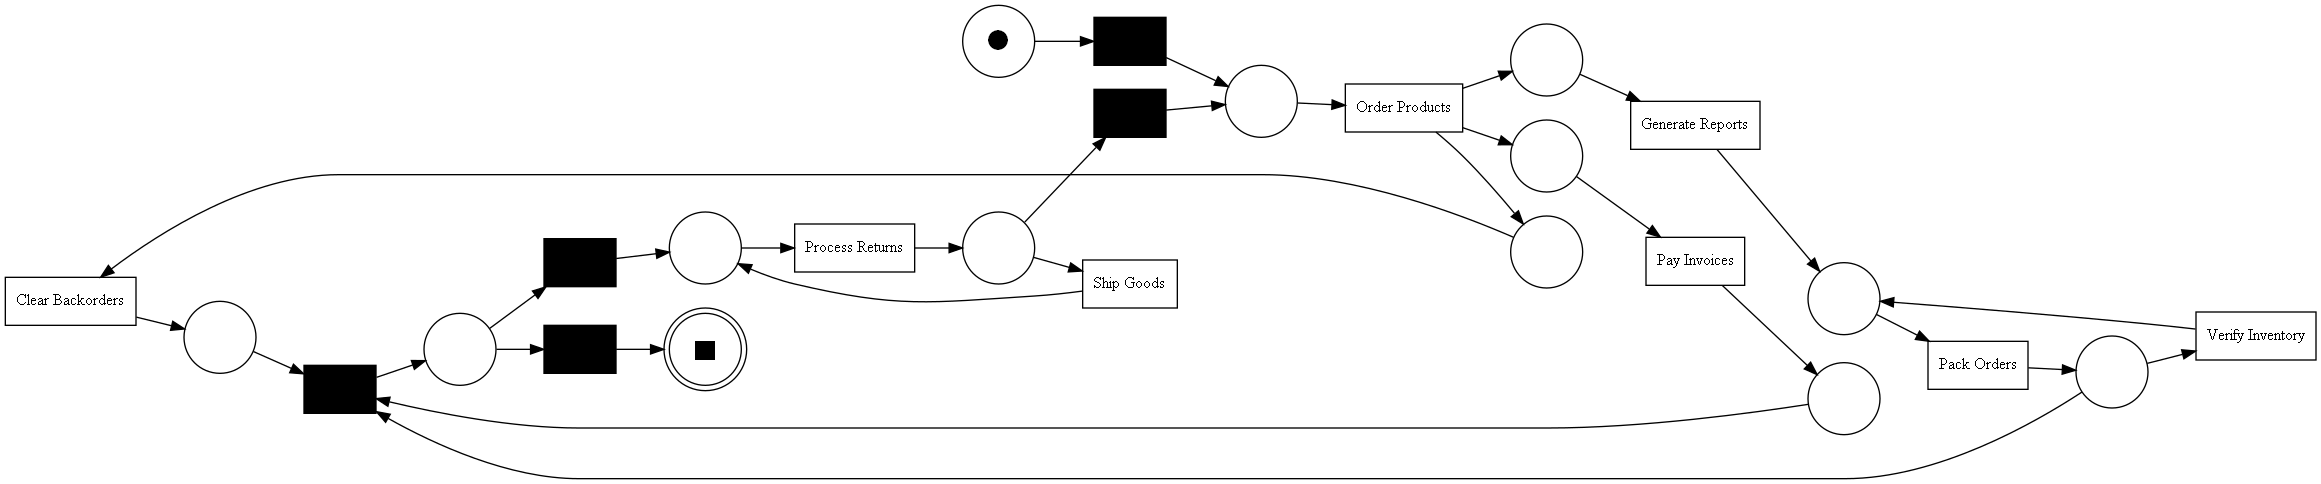 Order Products
Generate Reports
Process Returns
Pay Invoices
Ship Goods
Clear Backorders
Verify Inventory
Pack Orders